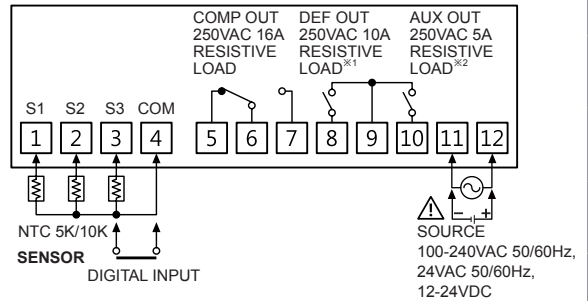 COMP OUT
250VAC 16A
RESISTIVE
LOAD
DEF OUT
250VAC 10A
RESISTIVE
LOAD※1
AUX OUT
250VAC 5A
RESISTIVE
LOAD※2
S1 S2 S3 COM
1 2 3 4 5 6 7 8 9 10 11 12
NTC 5K/10K
SENSOR
DIGITAL INPUT
− +
SOURCE
100-240VAC 50/60Hz,
24VAC 50/60Hz,
12-24VDC